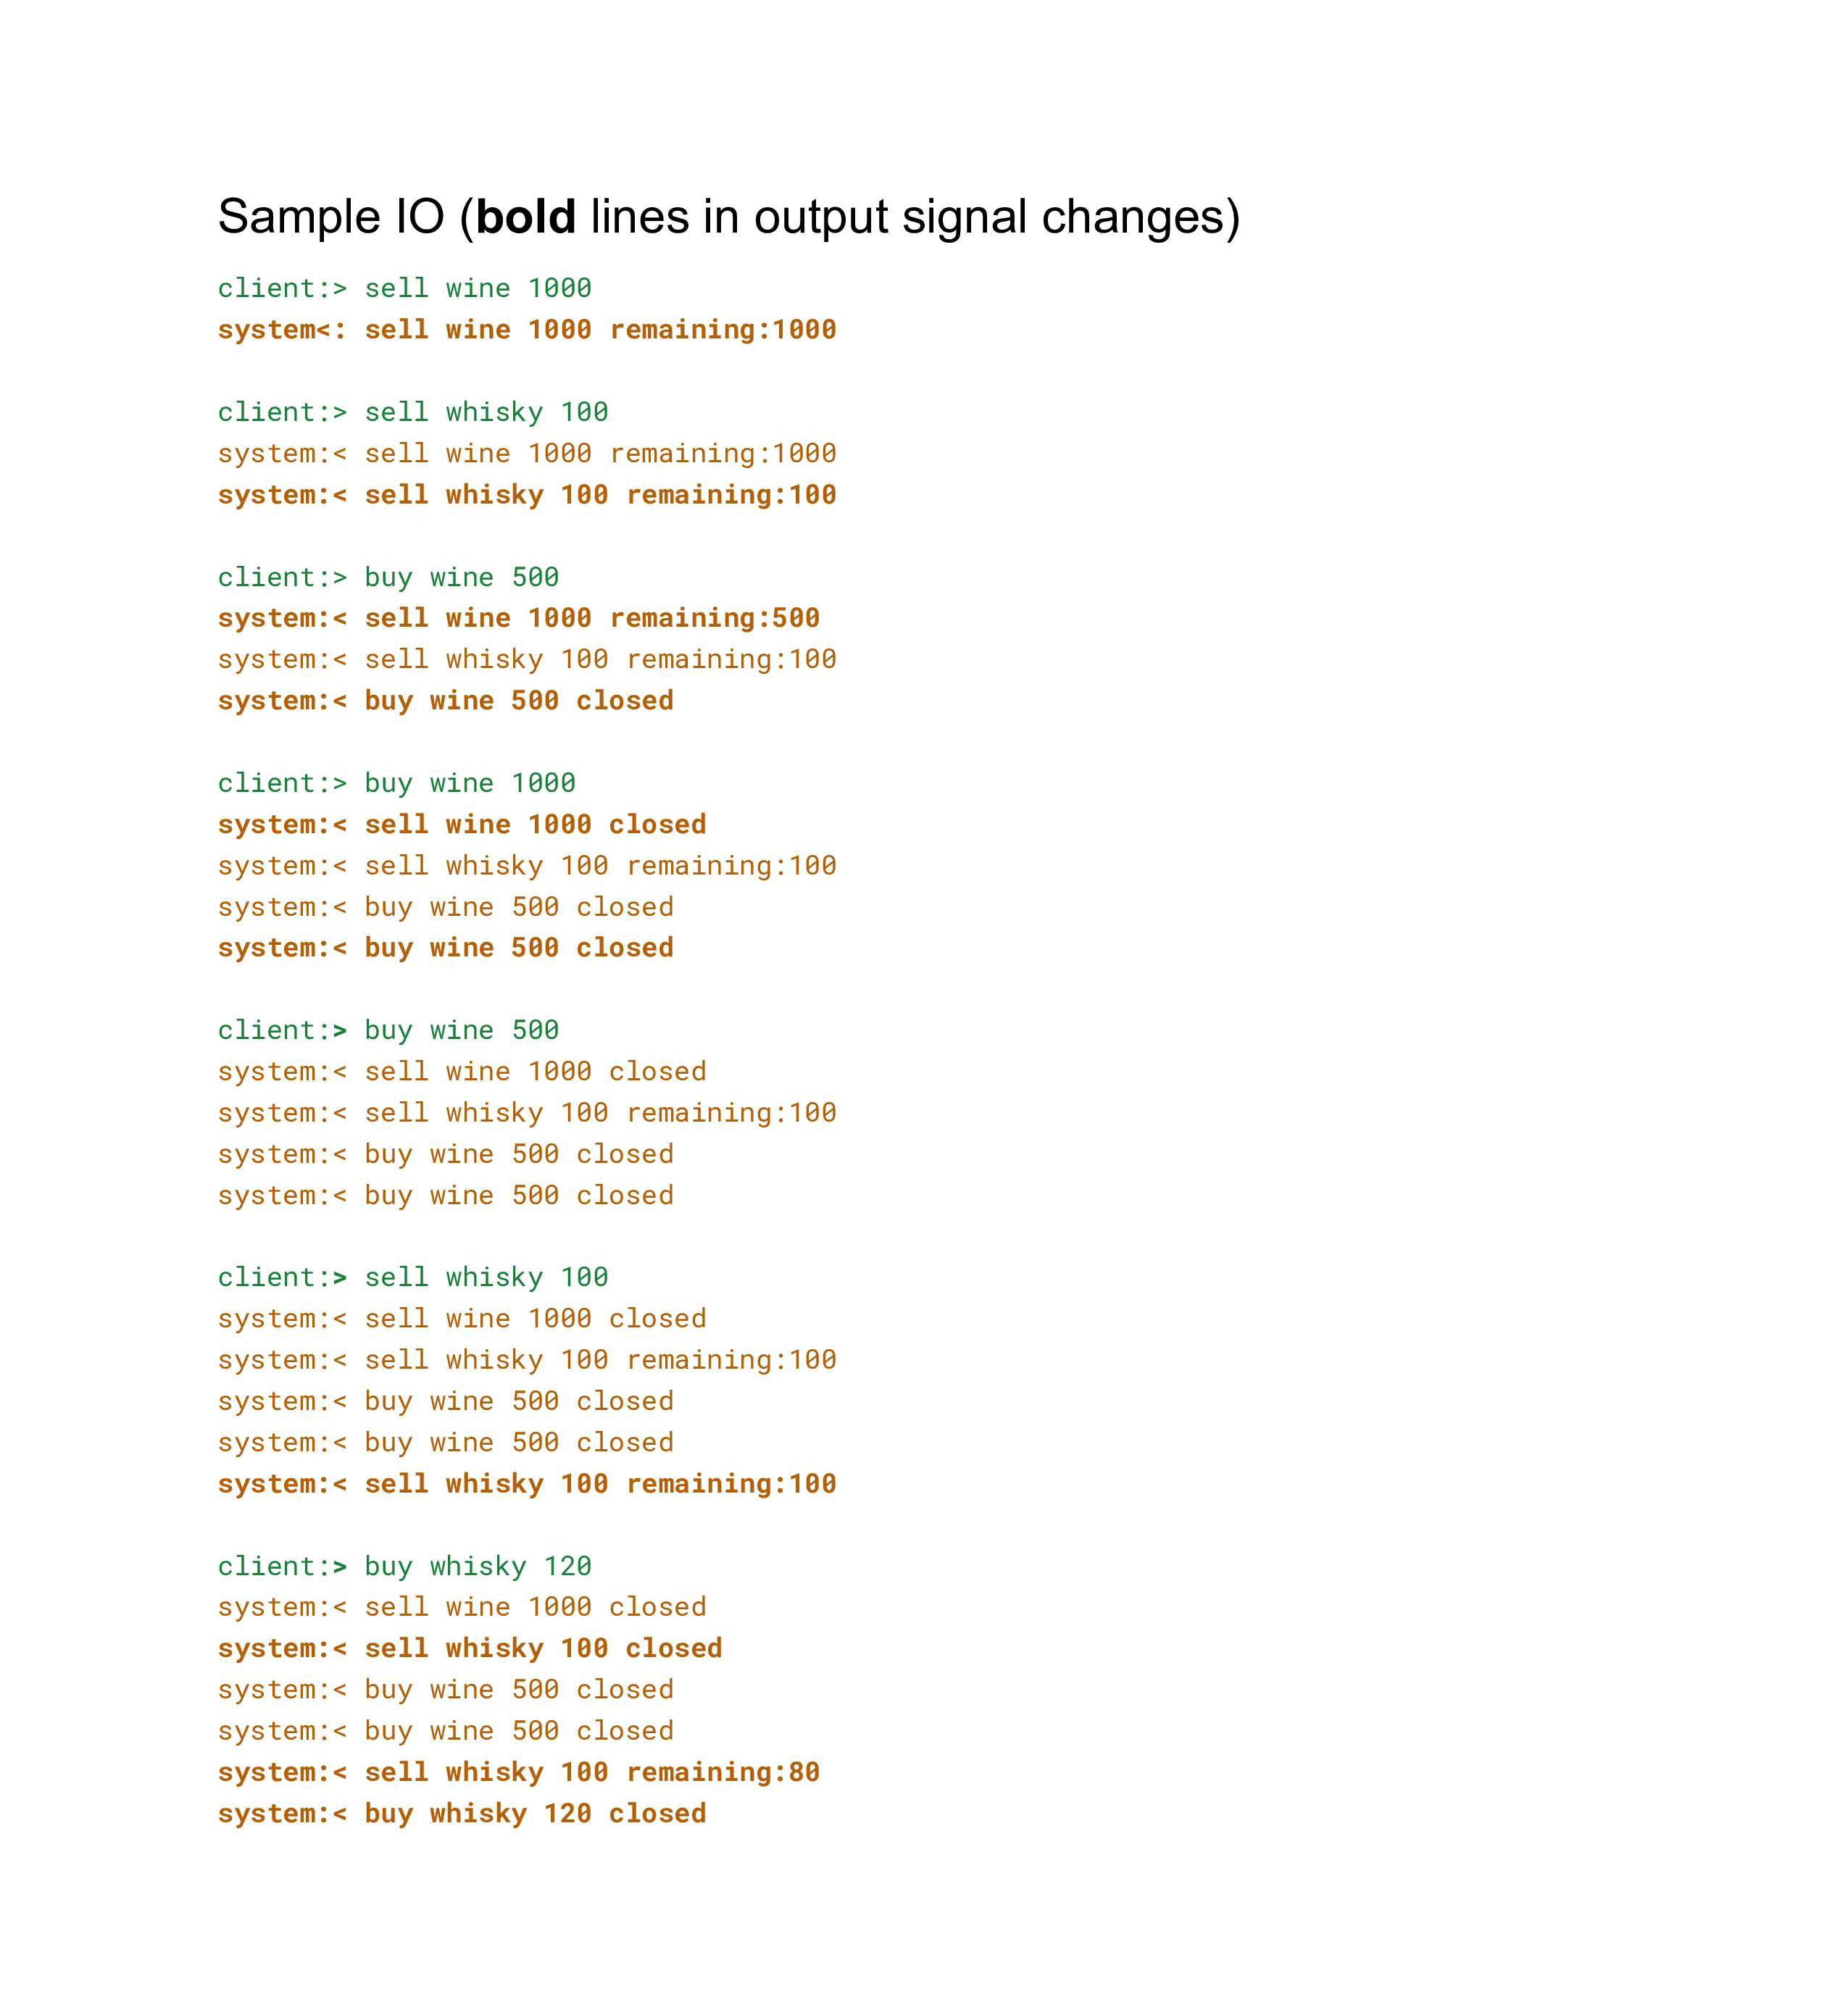 Sample IO (bold lines in output signal changes)
client:> sell wine 1000
system<: sell wine 1000 remaining:1000
client:> sell whisky 100
system:< sell wine 1000 remaining:1000
system:< sell whisky 100 remaining:100
client:> buy wine 500
system:< sell wine 1000 remaining:500
system:< sell whisky 100 remaining:100
system:< buy wine 500 closed
client:> buy wine 1000
system:< sell wine 1000 closed
system:< sell whisky 100 remaining:100
system:< buy wine 500 closed
system:< buy wine 500 closed
client:> buy wine 500
system:< sell wine 1000 closed
system:< sell whisky 100 remaining:100
system:< buy wine 500 closed
system:< buy wine 500 closed
client:> sell whisky 100
system:< sell wine 1000 closed
system:< sell whisky 100 remaining:100
system:< buy wine 500 closed
system:< buy wine 500 closed
system:< sell whisky 100 remaining:100
client:> buy whisky 120
system:< sell wine 1000 closed
system:< sell whisky 100 closed
system:< buy wine 500 closed
system:< buy wine 500 closed
system:< sell whisky 100 remaining:80
system:< buy whisky 120 closed